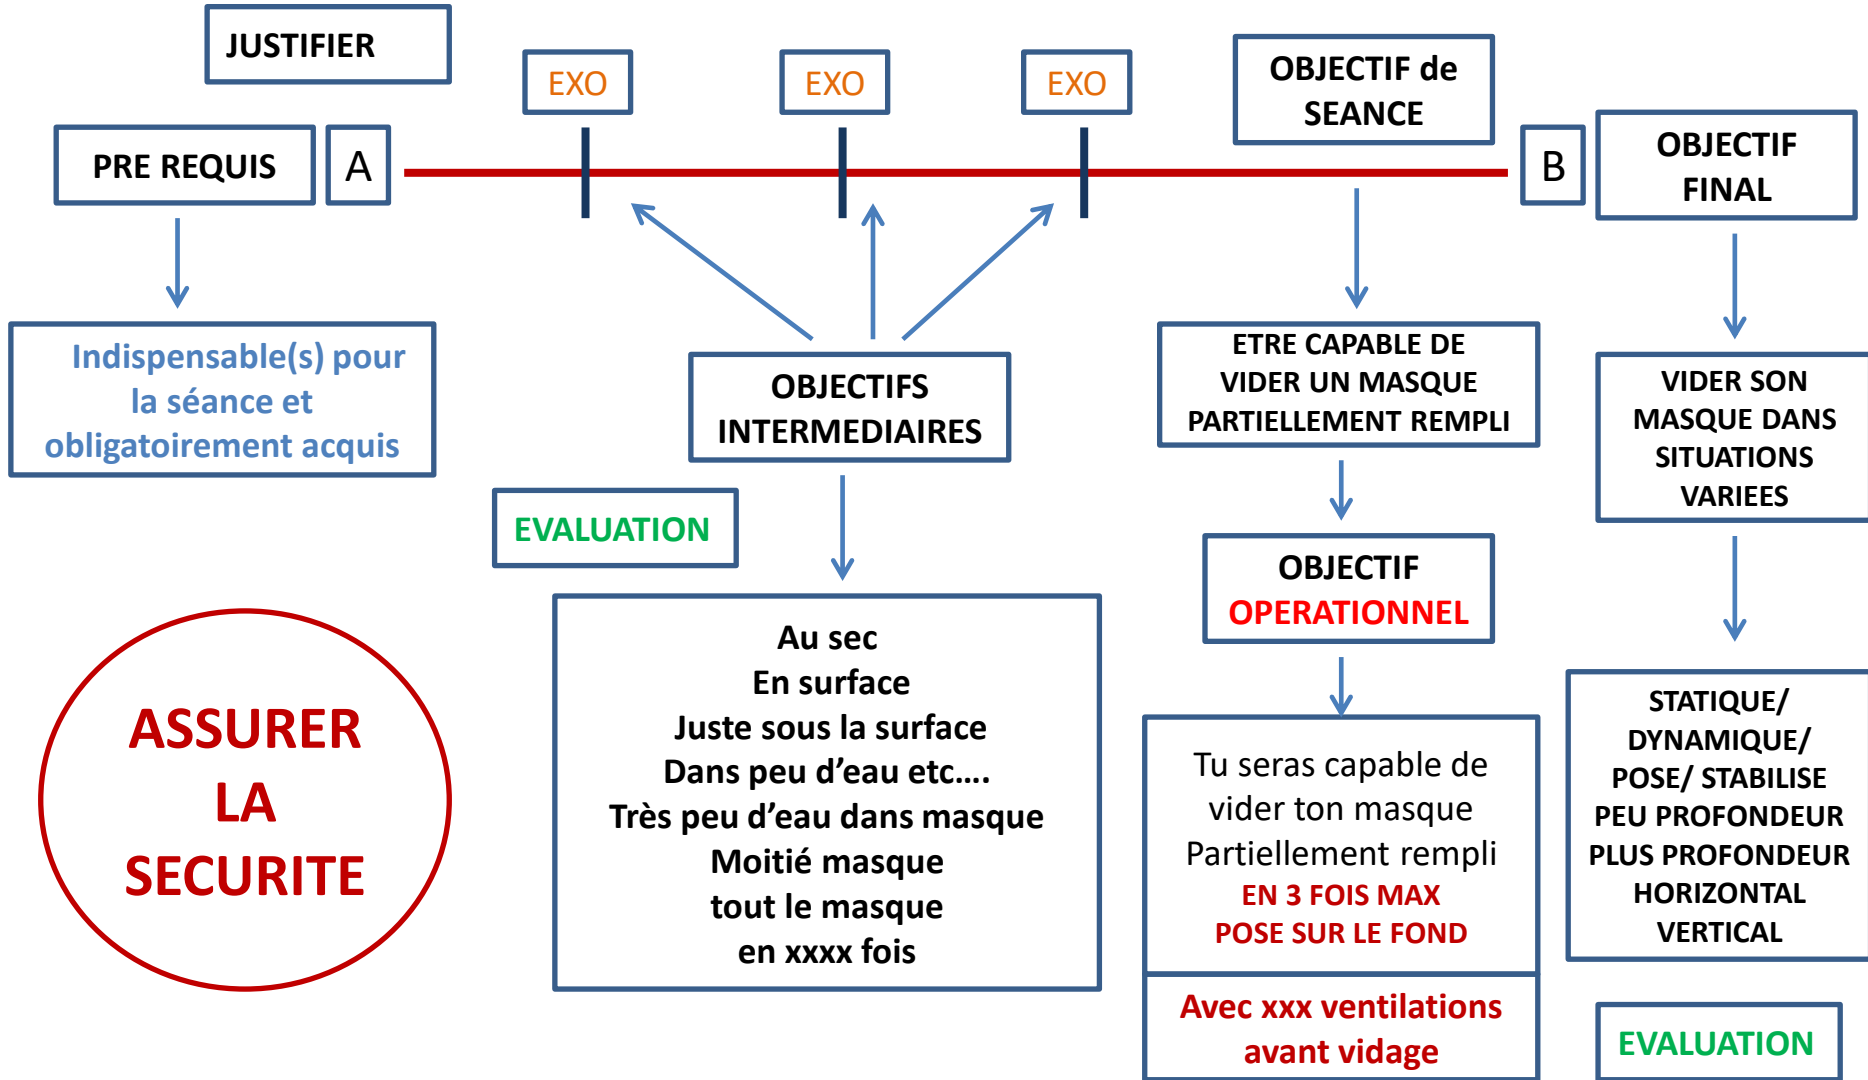 JUSTIFIER
EXO
EXO
EXO
OBJECTIF de
SEANCE
PRE REQUIS
A
B
OBJECTIF
FINAL
Indispensable(s) pour
la séance et
obligatoirement acquis
OBJECTIFS
INTERMEDIAIRES
ETRE CAPABLE DE
VIDER UN MASQUE
PARTIELLEMENT REMPLI
VIDER SON
MASQUE DANS
SITUATIONS
VARIEES
EVALUATION
OBJECTIF
OPERATIONNEL
ASSURER
LA
SECURITE
Au sec
En surface
Juste sous la surface
Dans peu d’eau etc....
Très peu d’eau dans masque
Moitié masque
tout le masque
en xxxx fois
Tu seras capable de
vider ton masque
Partiellement rempli
EN 3 FOIS MAX
POSE SUR LE FOND
Avec xxx ventilations
avant vidage
STATIQUE/
DYNAMIQUE/
POSE/ STABILISE
PEU PROFONDEUR
PLUS PROFONDEUR
HORIZONTAL
VERTICAL
EVALUATION